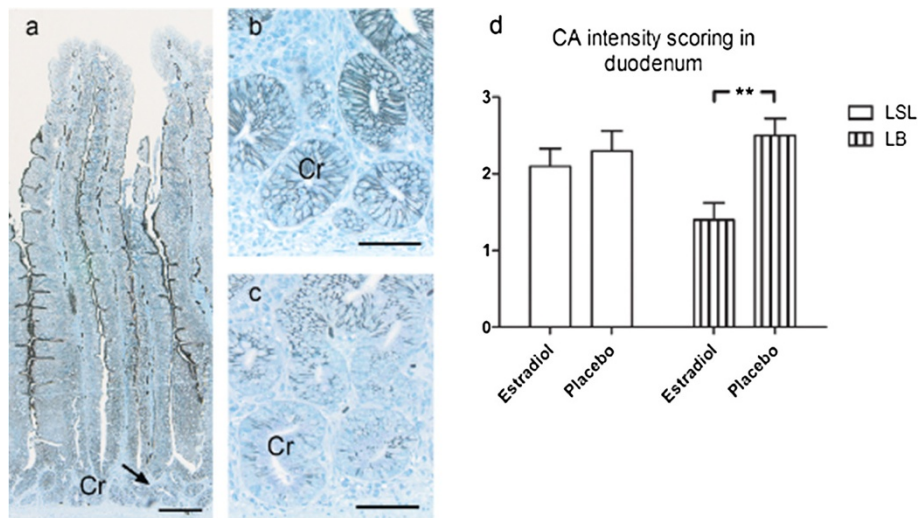 a
Cr
b
Cr
c
Cr
d
CA intensity scoring in
duodenum
3
2
1
0
**
LSL
LB
Estradiol
Placebo
Estradiol
Placebo